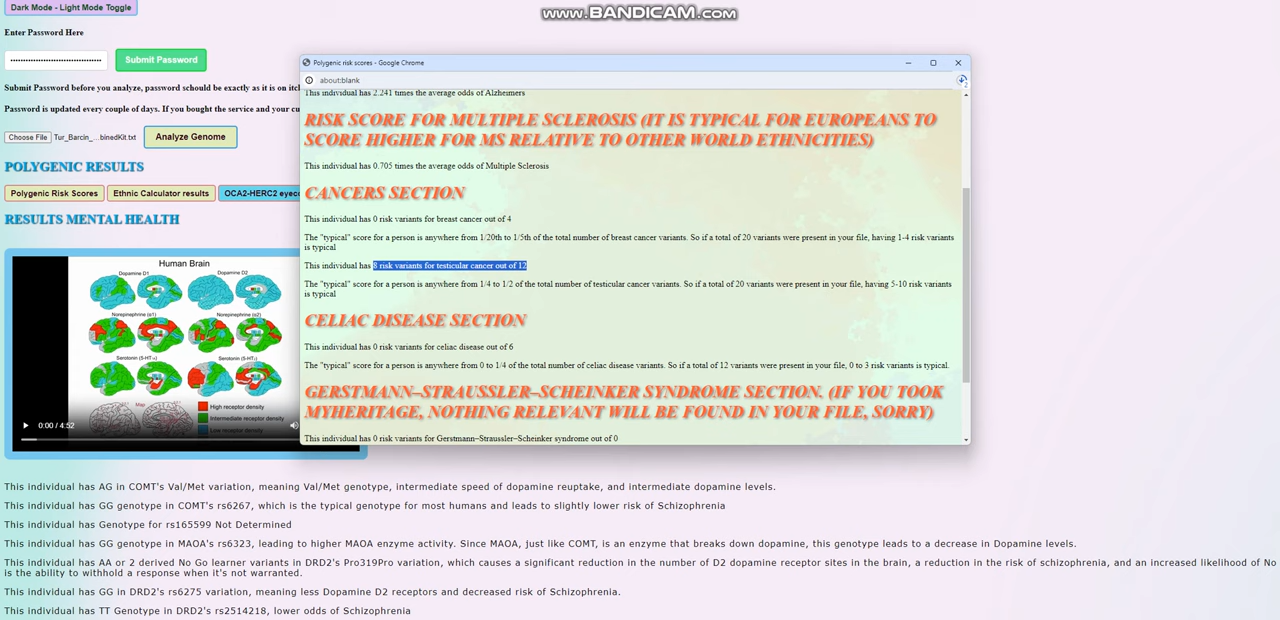 Dark Mode - Light Mode Toggle
www.BANDICAM.com
Enter Password Here
Submit Password
Submit Password before you analyze, password schould be exactly as it is on
Password is updated every couple of days. If you bought the service and your
Choose File Tur_Barcin_...binedKit.txt
Analyze Genome
POLYGENIC RESULTS
Polygenic Risk Scores
Ethnic Calculator results
OCA2-HERC2
RESULTS MENTAL HEALTH
Polygenic risk scores - Google Chrome
about:blank
This individual has 2.241 times the average odds of Alzheimers
RISK SCORE FOR MULTIPLE SCLEROSIS (IT IS TYPICAL FOR EUROPEANS TO
SCORE HIGHER FOR MS RELATIVE TO OTHER WORLD ETHNICITIES)
This individual has 0.705 times the average odds of Multiple Sclerosis
CANCERS SECTION
This individual has 0 risk variants for breast cancer out of 4
The "typical" score for a person is anywhere from 1/20th to 1/5th of the total number of breast cancer variants. So if a total of 20 variants were present in your file, having 1-4 risk variants
is typical
This individual has 8 risk variants for testicular cancer out of 12
The "typical" score for a person is anywhere from 1/4 to 1/2 of the total number of testicular cancer variants. So if a total of 20 variants were present in your file, having 5-10 risk variants
is typical
CELIAC DISEASE SECTION
This individual has 0 risk variants for celiac disease out of 6
The "typical" score for a person is anywhere from 0 to 1/4 of the total number of celiac disease variants. So if a total of 12 variants were present in your file, 0 to 3 risk variants is typical.
GERSTMANN–STRAUSSLER–SCHEINKER SYNDROME SECTION. (IF YOU TOOK
MYHERITAGE, NOTHING RELEVANT WILL BE FOUND IN YOUR FILE, SORRY)
This individual has 0 risk variants for Gerstmann–Straussler–Scheinker syndrome out of 0
Human Brain
Dopamine D1
Dopamine D2
Norepinephrine (α1)
Norepinephrine (α2)
Map
High receptor density
Intermediate receptor density
Low receptor density
0:00 / 4:52
This individual has AG in COMT's Val/Met variation, meaning Val/Met genotype, intermediate speed of dopamine reuptake, and intermediate dopamine levels.
This individual has GG genotype in COMT's rs6267, which is the typical genotype for most humans and leads to slightly lower risk of Schizophrenia
This individual has Genotype for rs165599 Not Determined
This individual has GG genotype in MAOA's rs6323, leading to higher MAOA enzyme activity. Since MAOA, just like COMT, is an enzyme that breaks down dopamine, this genotype leads to a decrease in Dopamine levels.
This individual has AA or 2 derived No Go learner variants in DRD2's Pro319Pro variation, which causes a significant reduction in the number of D2 dopamine receptor sites in the brain, a reduction in the risk of schizophrenia, and an increased likelihood of No
is the ability to withhold a response when it's not warranted.
This individual has GG in DRD2's rs6275 variation, meaning less Dopamine D2 receptors and decreased risk of Schizophrenia.
This individual has TT Genotype in DRD2's rs2514218, lower odds of Schizophrenia